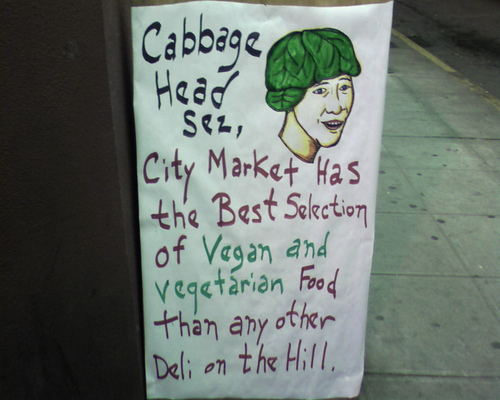 Cabbage
Head
sez,
City Market Has
the Best Selection
of Vegan and
vegetarian Food
than any other
Deli on the Hill.